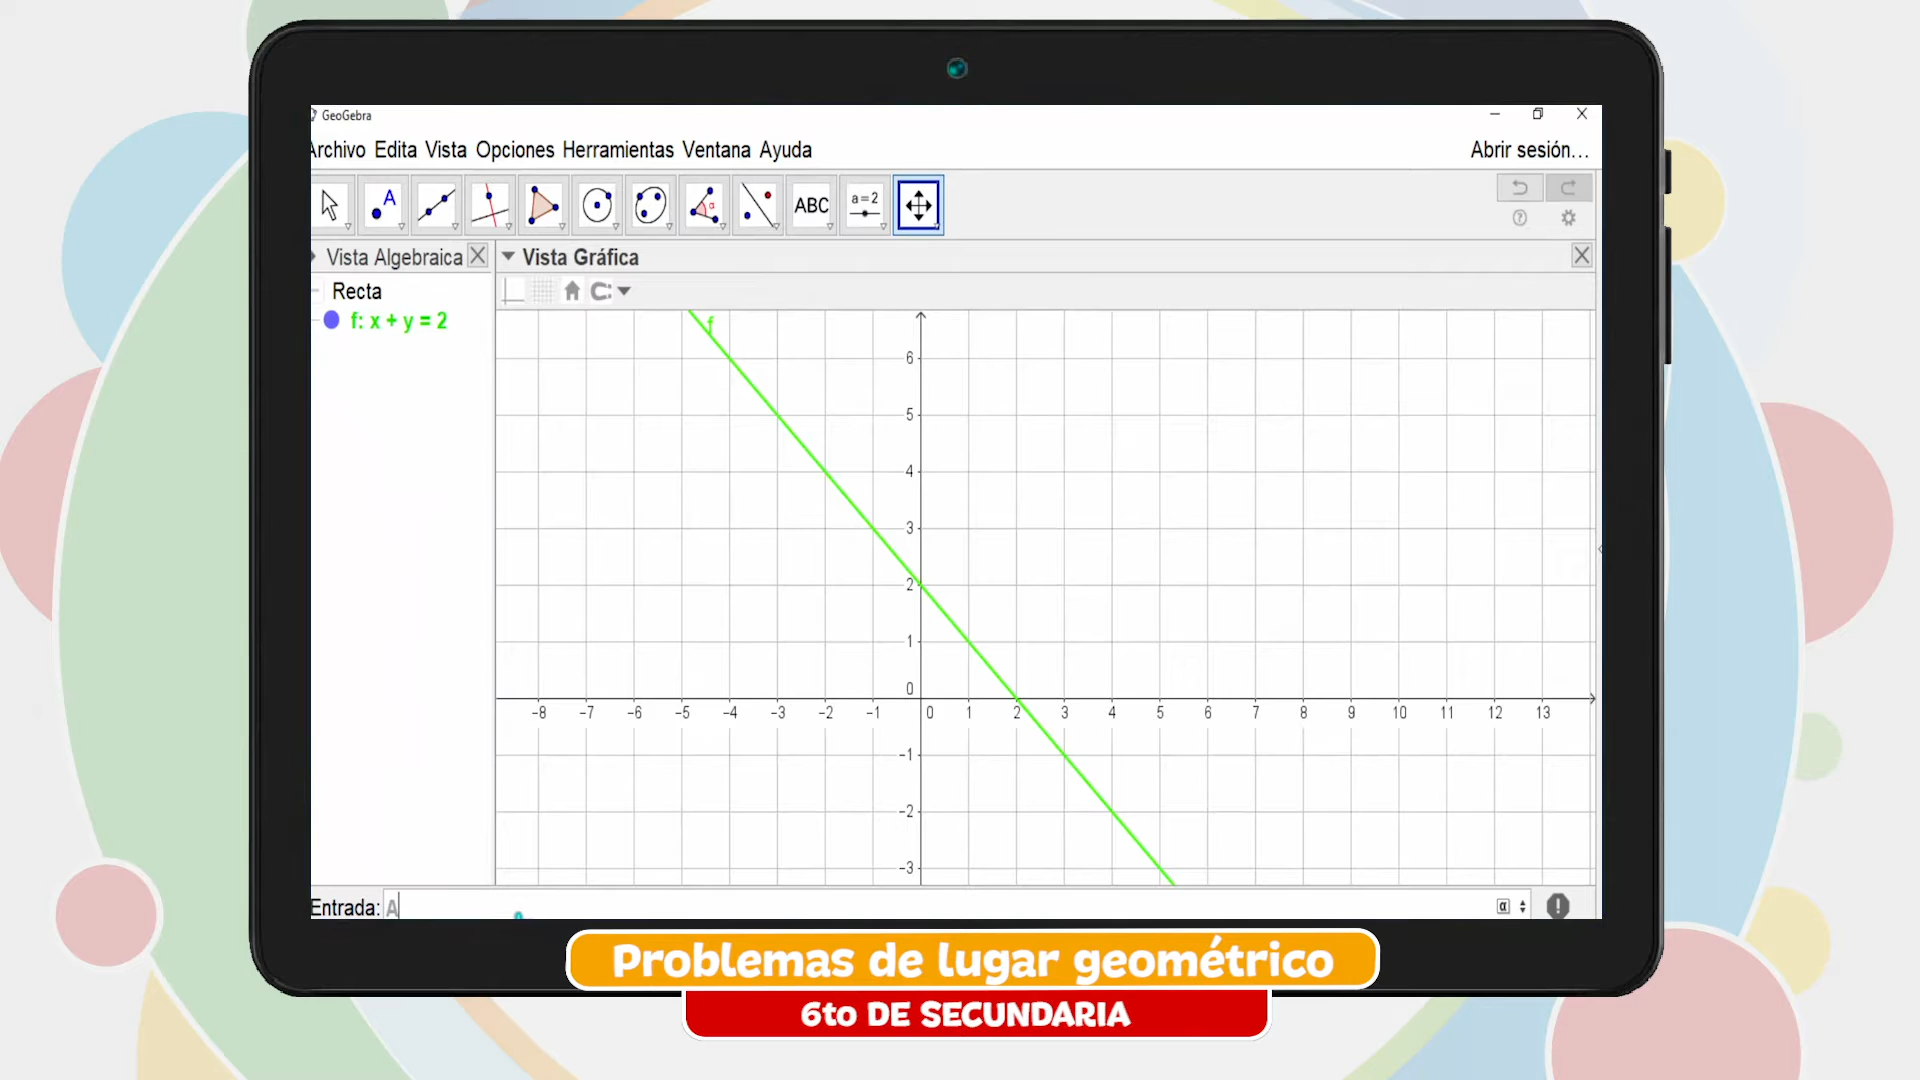 GeoGebra
Archivo Edita Vista Opciones Herramientas Ventana Ayuda
Abrir sesión...
A
α
ABC
a=2
Vista Algebraica
Vista Gráfica
Recta
f: x + y = 2
f
6
5
4
3
2
1
0
-8 -7 -6 -5 -4 -3 -2 -1 0 1 2 3 4 5 6 7 8 9 10 11 12 13
-1
-2
-3
Entrada: A
α
Problemas de lugar geométrico
6to DE SECUNDARIA